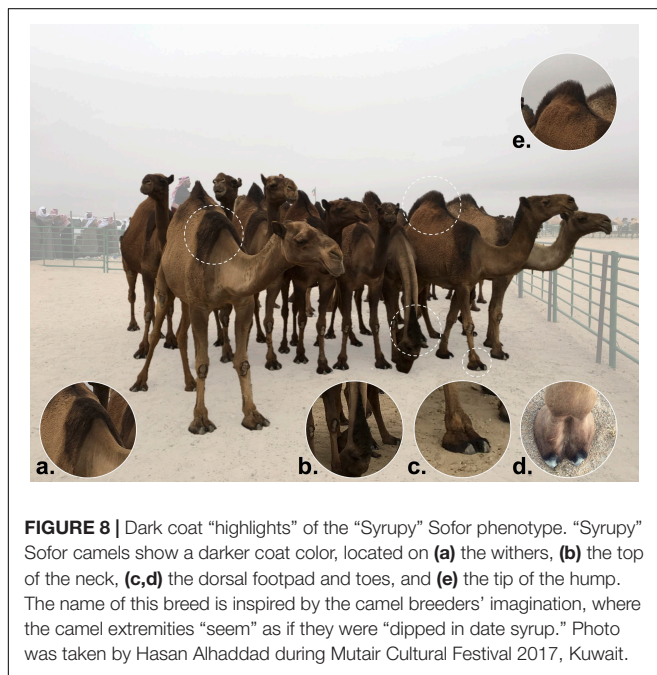 e.
a.
b.
c.
d.
FIGURE 8 | Dark coat “highlights” of the “Syrupy” Sofor phenotype. “Syrupy”
Sofor camels show a darker coat color, located on (a) the withers, (b) the top
of the neck, (c,d) the dorsal footpad and toes, and (e) the tip of the hump.
The name of this breed is inspired by the camel breeders’ imagination, where
the camel extremities “seem” as if they were “dipped in date syrup.” Photo
was taken by Hasan Alhaddad during Mutair Cultural Festival 2017, Kuwait.